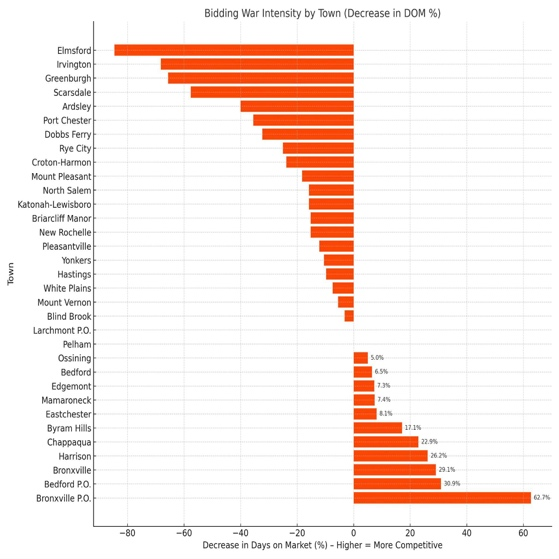 Bidding War Intensity by Town (Decrease in DOM %)
Elmsford
Irvington
Greenburgh
Scarsdale
Ardsley
Port Chester
Dobbs Ferry
Rye City
Croton-Harmon
Mount Pleasant
North Salem
Katonah-Lewisboro
Briarcliff Manor
New Rochelle
Pleasantville
Yonkers
Hastings
White Plains
Mount Vernon
Blind Brook
Larchmont P.O.
Pelham
Ossining 5.0%
Bedford 6.5%
Edgemont 7.3%
Mamaroneck 7.4%
Eastchester 8.1%
Byram Hills 17.1%
Chappaqua 22.9%
Harrison 26.2%
Bronxville 29.1%
Bedford P.O. 30.9%
Bronxville P.O. 62.7%
Town
−80 −60 −40 −20 0 20 40 60
Decrease in Days on Market (%) – Higher = More Competitive